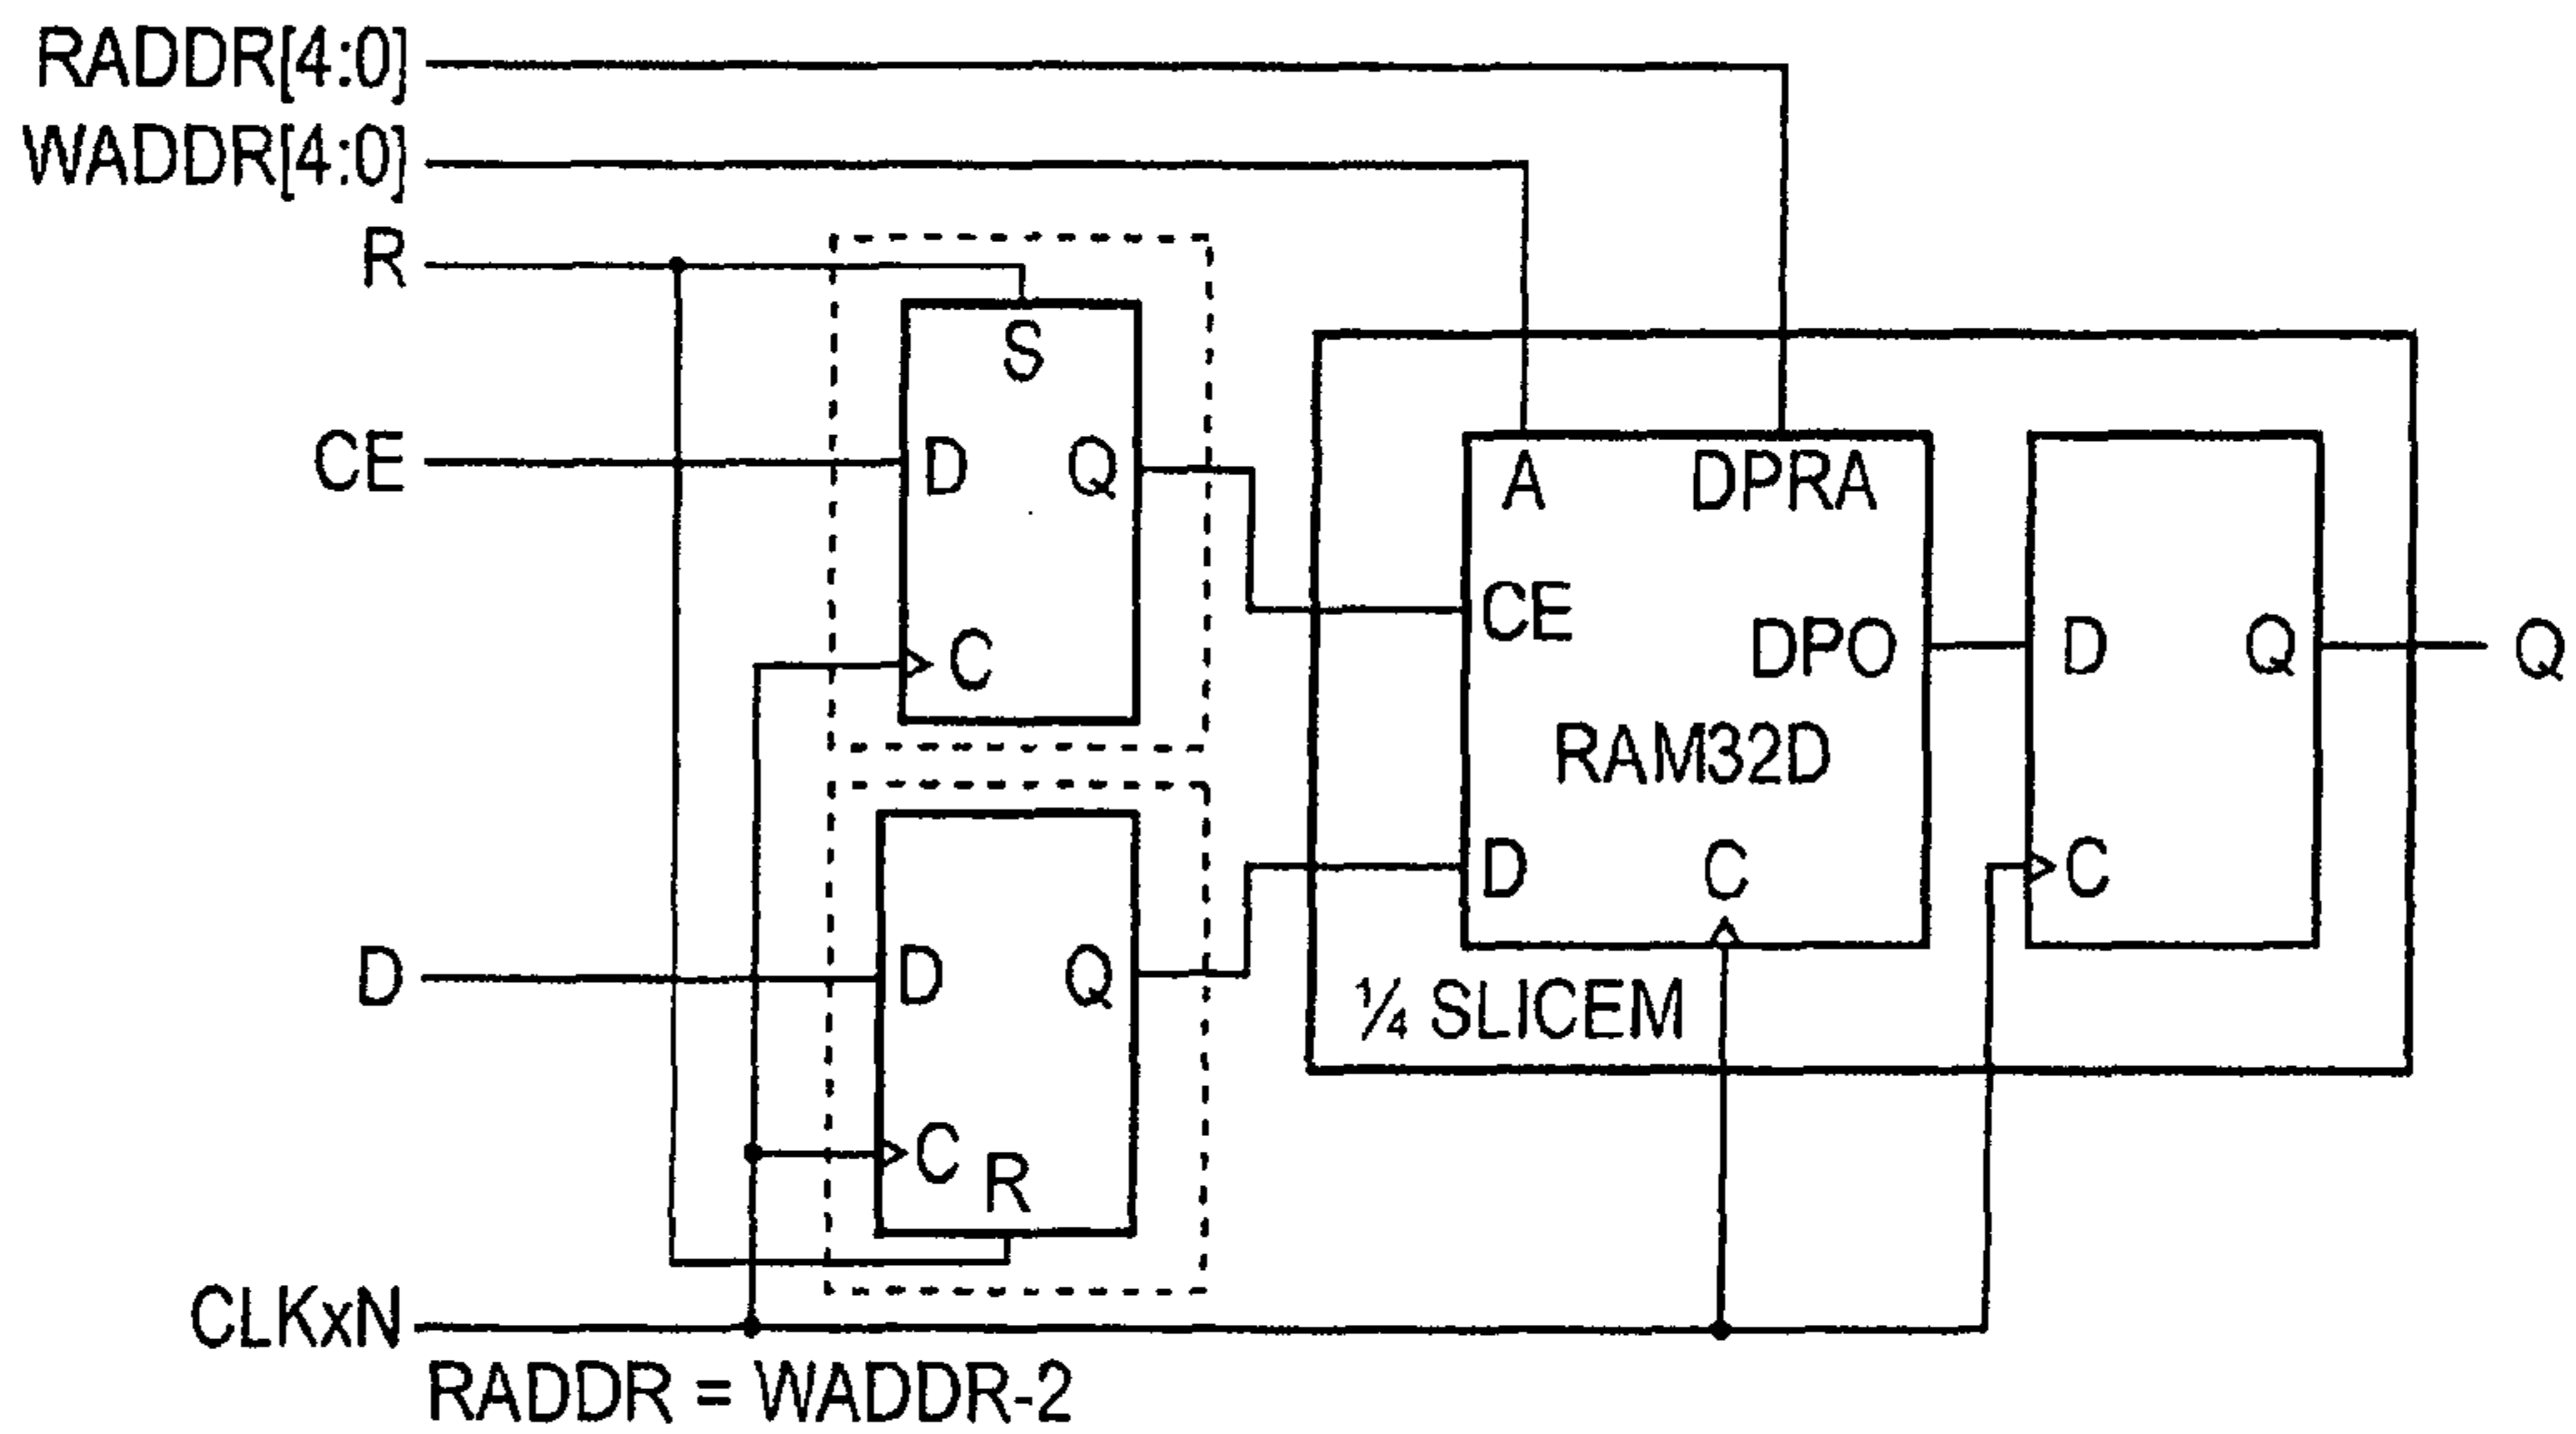 RADDR[4:0]
WADDR[4:0]
R
S
CE
D
Q
A
DPRA
CE
DPO
D
Q
Q
C
RAM32D
D
C
C
D
D
Q
¼ SLICEM
C
R
CLKxN
RADDR = WADDR-2